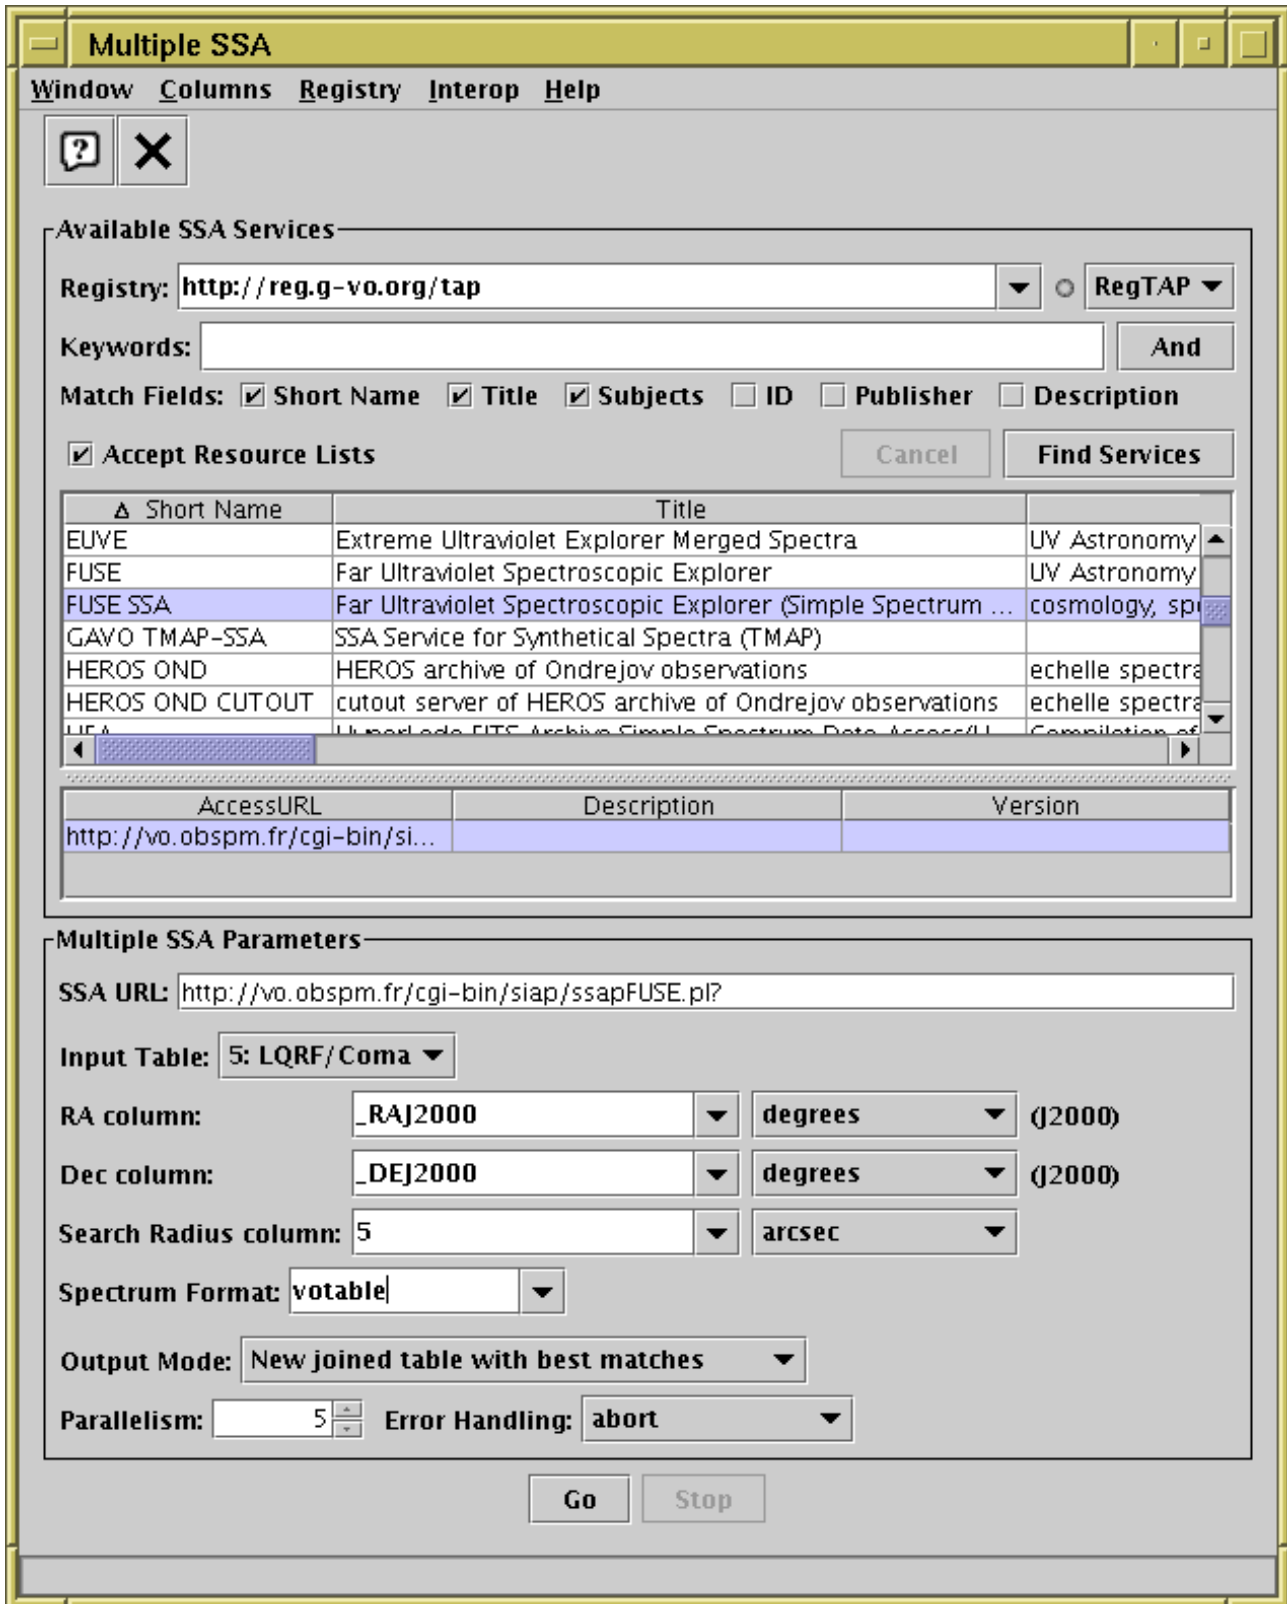 Multiple SSA
Window Columns Registry Interop Help
Available SSA Services
Registry: http://reg.g-vo.org/tap RegTAP
Keywords: And
Match Fields: Short Name Title Subjects ID Publisher Description
Accept Resource Lists Cancel Find Services
Short Name Title
EUVE Extreme Ultraviolet Explorer Merged Spectra UV Astronomy
FUSE Far Ultraviolet Spectroscopic Explorer UV Astronomy
FUSE SSA Far Ultraviolet Spectroscopic Explorer (Simple Spectrum ... cosmology, spe
GAVO TMAP-SSA SSA Service for Synthetical Spectra (TMAP)
HEROS OND HEROS archive of Ondrejov observations echelle spectra
HEROS OND CUTOUT cutout server of HEROS archive of Ondrejov observations echelle spectra
AccessURL Description Version
http://vo.obspm.fr/cgi-bin/si...
Multiple SSA Parameters
SSA URL: http://vo.obspm.fr/cgi-bin/siap/ssapFUSE.pl?
Input Table: 5: LQRF/Coma
RA column: _RAJ2000 degrees (J2000)
Dec column: _DEJ2000 degrees (J2000)
Search Radius column: 5 arcsec
Spectrum Format: votable
Output Mode: New joined table with best matches
Parallelism: 5 Error Handling: abort
Go Stop